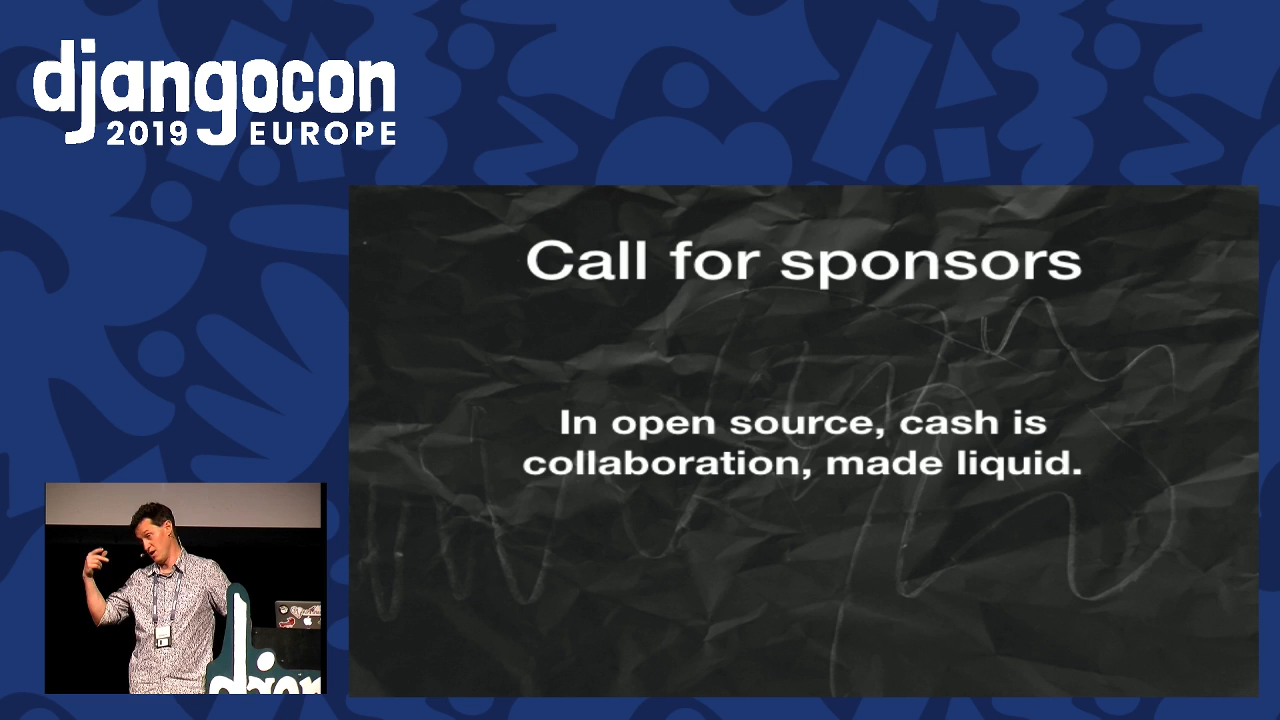 djangocon
2019 EUROPE
Call for sponsors
In open source, cash is
collaboration, made liquid.